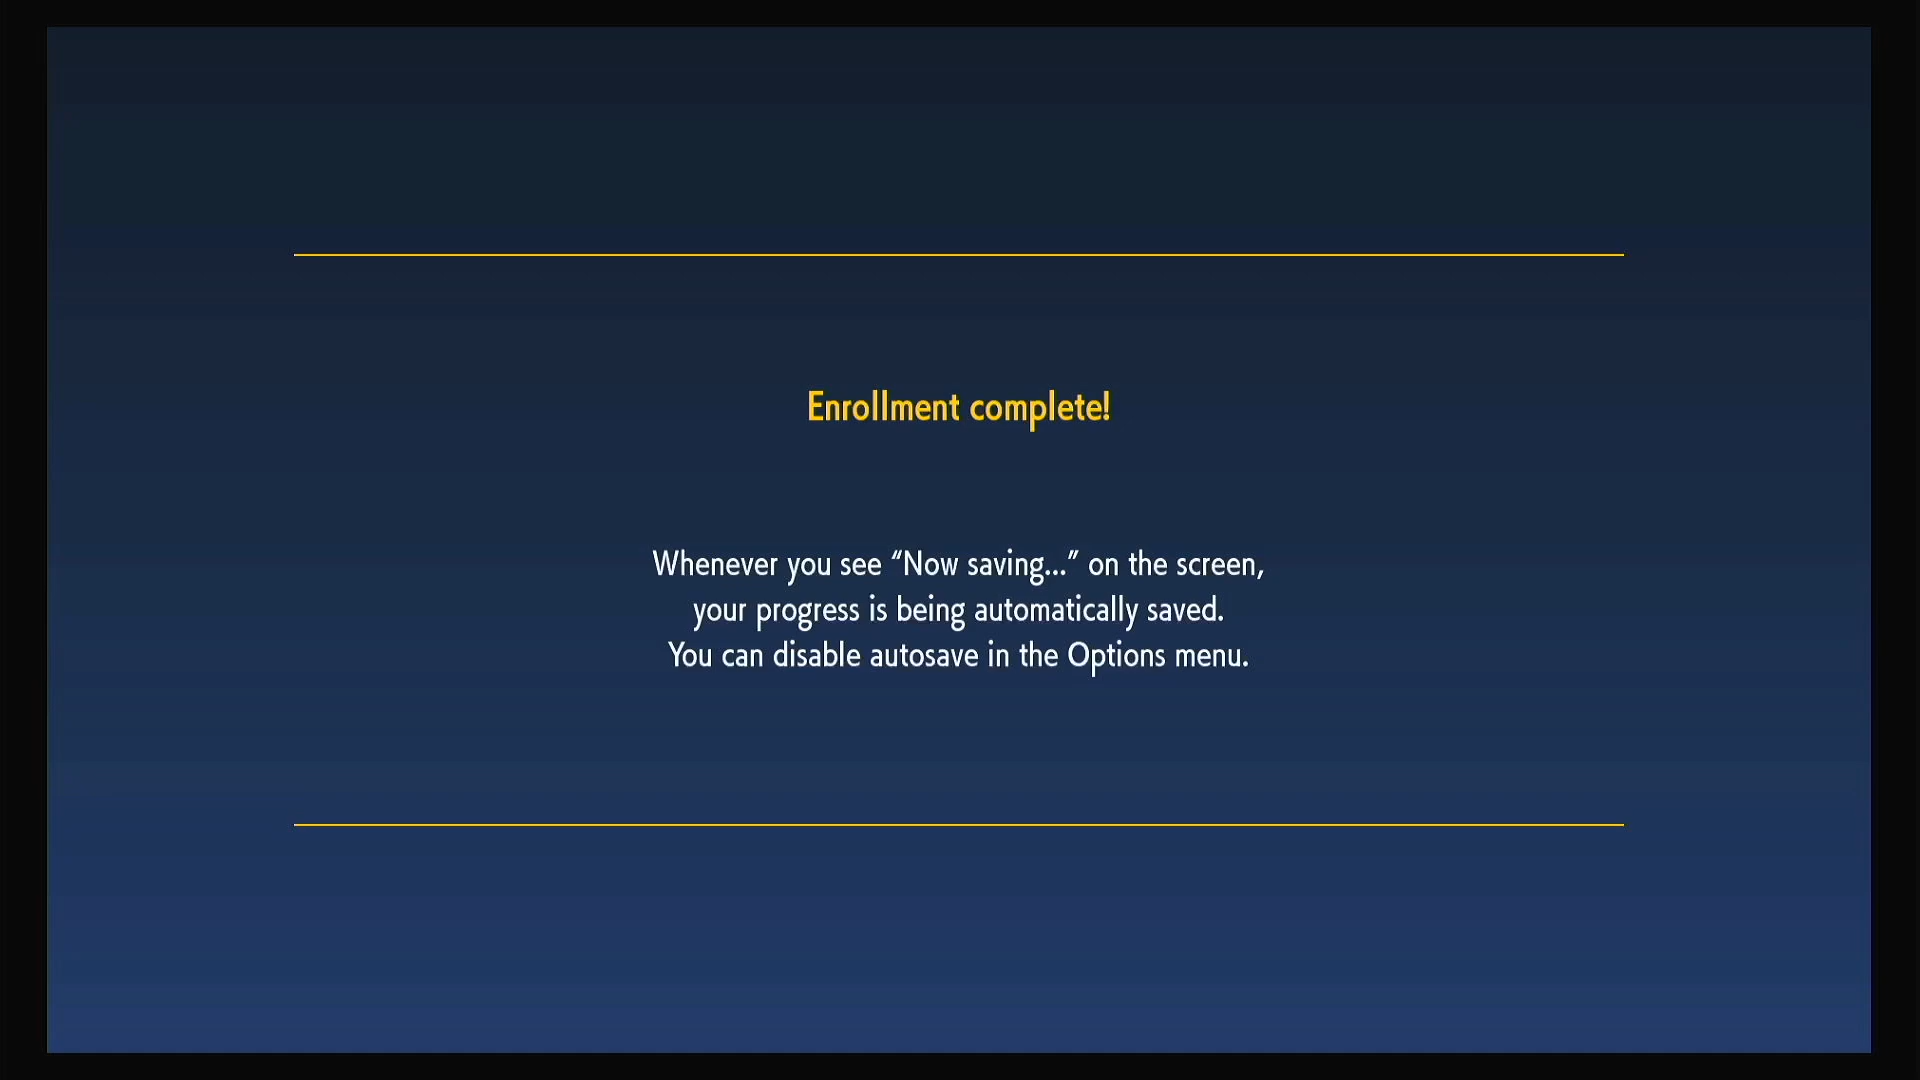 Enrollment complete!
Whenever you see “Now saving...” on the screen,
your progress is being automatically saved.
You can disable autosave in the Options menu.